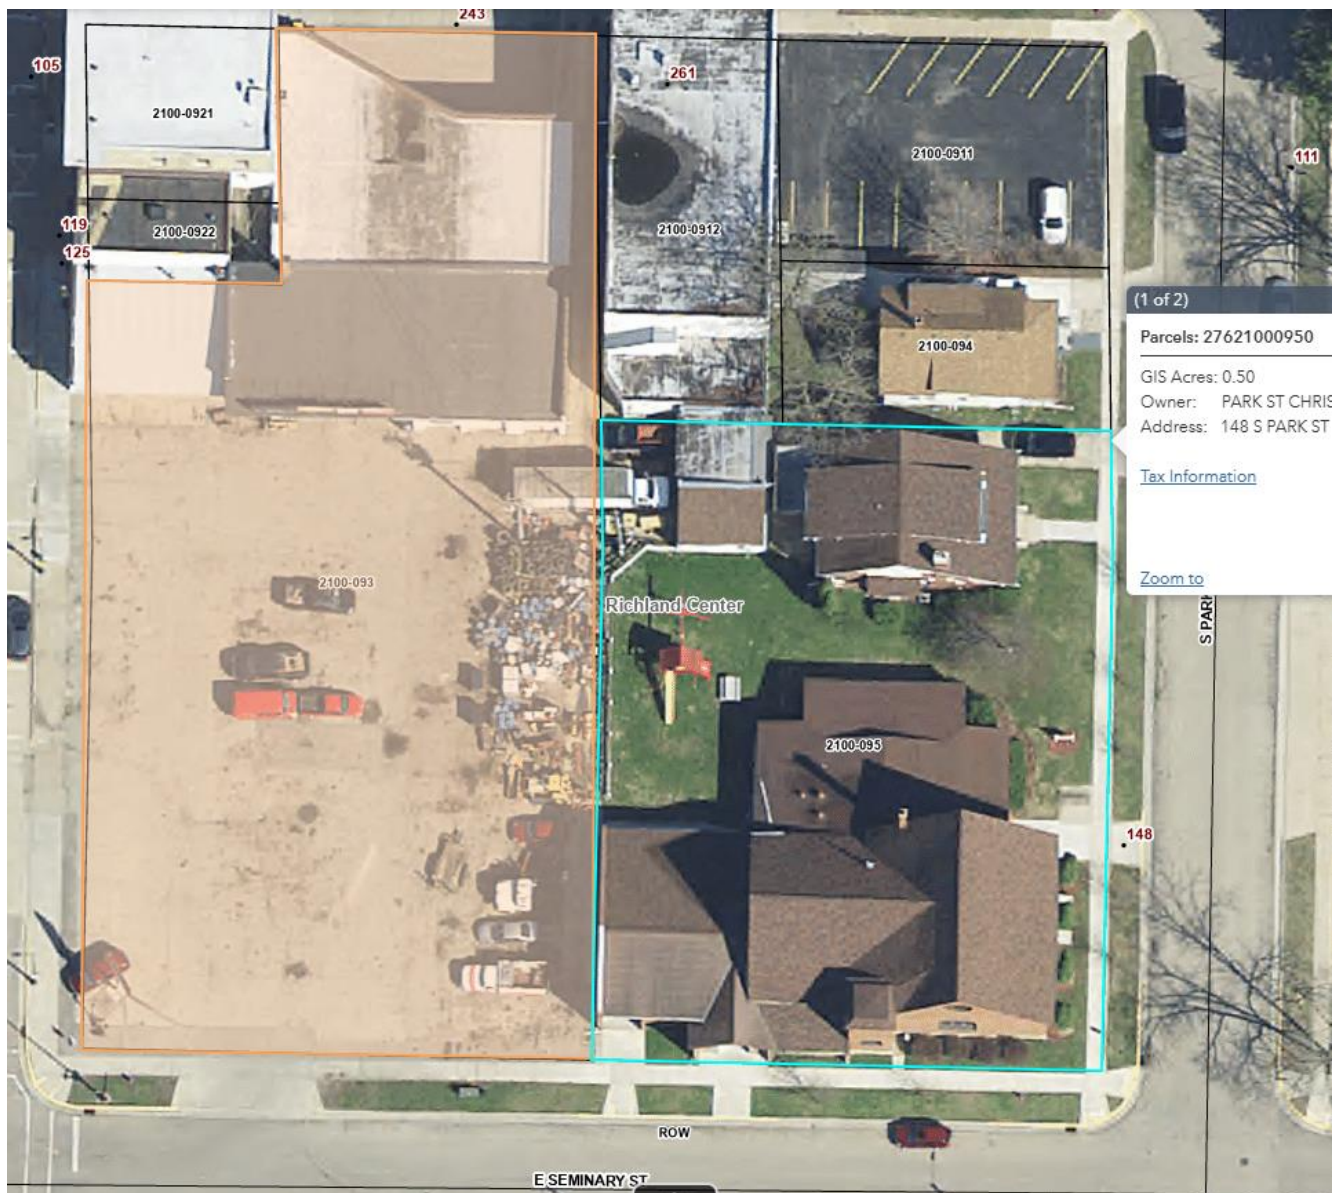 243
105
261
2100-0921
2100-0911
111
119
2100-0922
2100-0912
125
(1 of 2)
Parcels: 27621000950
2100-094
GIS Acres: 0.50
Owner: PARK ST CHRIS
Address: 148 S PARK ST
Tax Information
Zoom to
2100-093
Richland Center
S PARK
2100-095
148
ROW
E SEMINARY ST